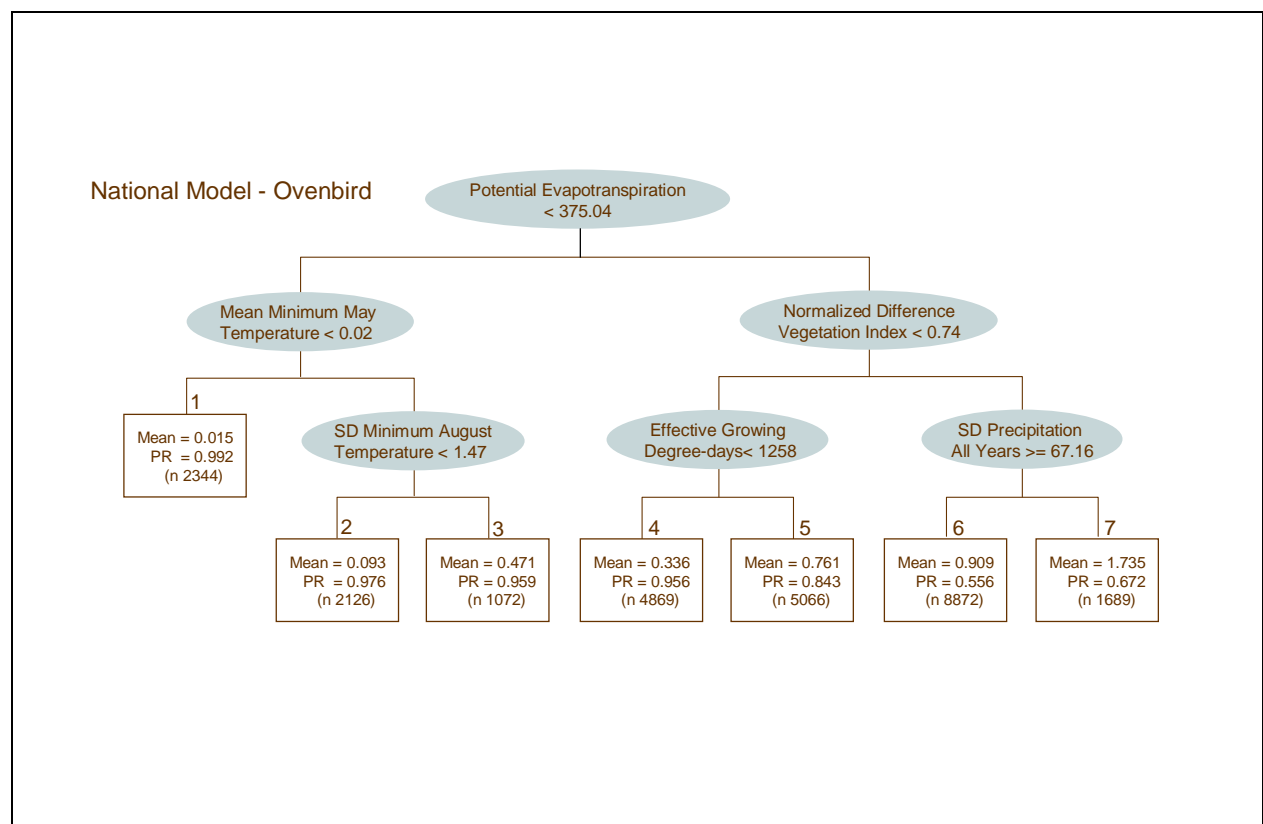 National Model - Ovenbird
Potential Evapotranspiration
< 375.04
Mean Minimum May
Temperature < 0.02
Normalized Difference
Vegetation Index < 0.74
1
Mean = 0.015
PR = 0.992
(n 2344)
SD Minimum August
Temperature < 1.47
Effective Growing
Degree-days< 1258
SD Precipitation
All Years >= 67.16
2
Mean = 0.093
PR = 0.976
(n 2126)
3
Mean = 0.471
PR = 0.959
(n 1072)
4
Mean = 0.336
PR = 0.956
(n 4869)
5
Mean = 0.761
PR = 0.843
(n 5066)
6
Mean = 0.909
PR = 0.556
(n 8872)
7
Mean = 1.735
PR = 0.672
(n 1689)